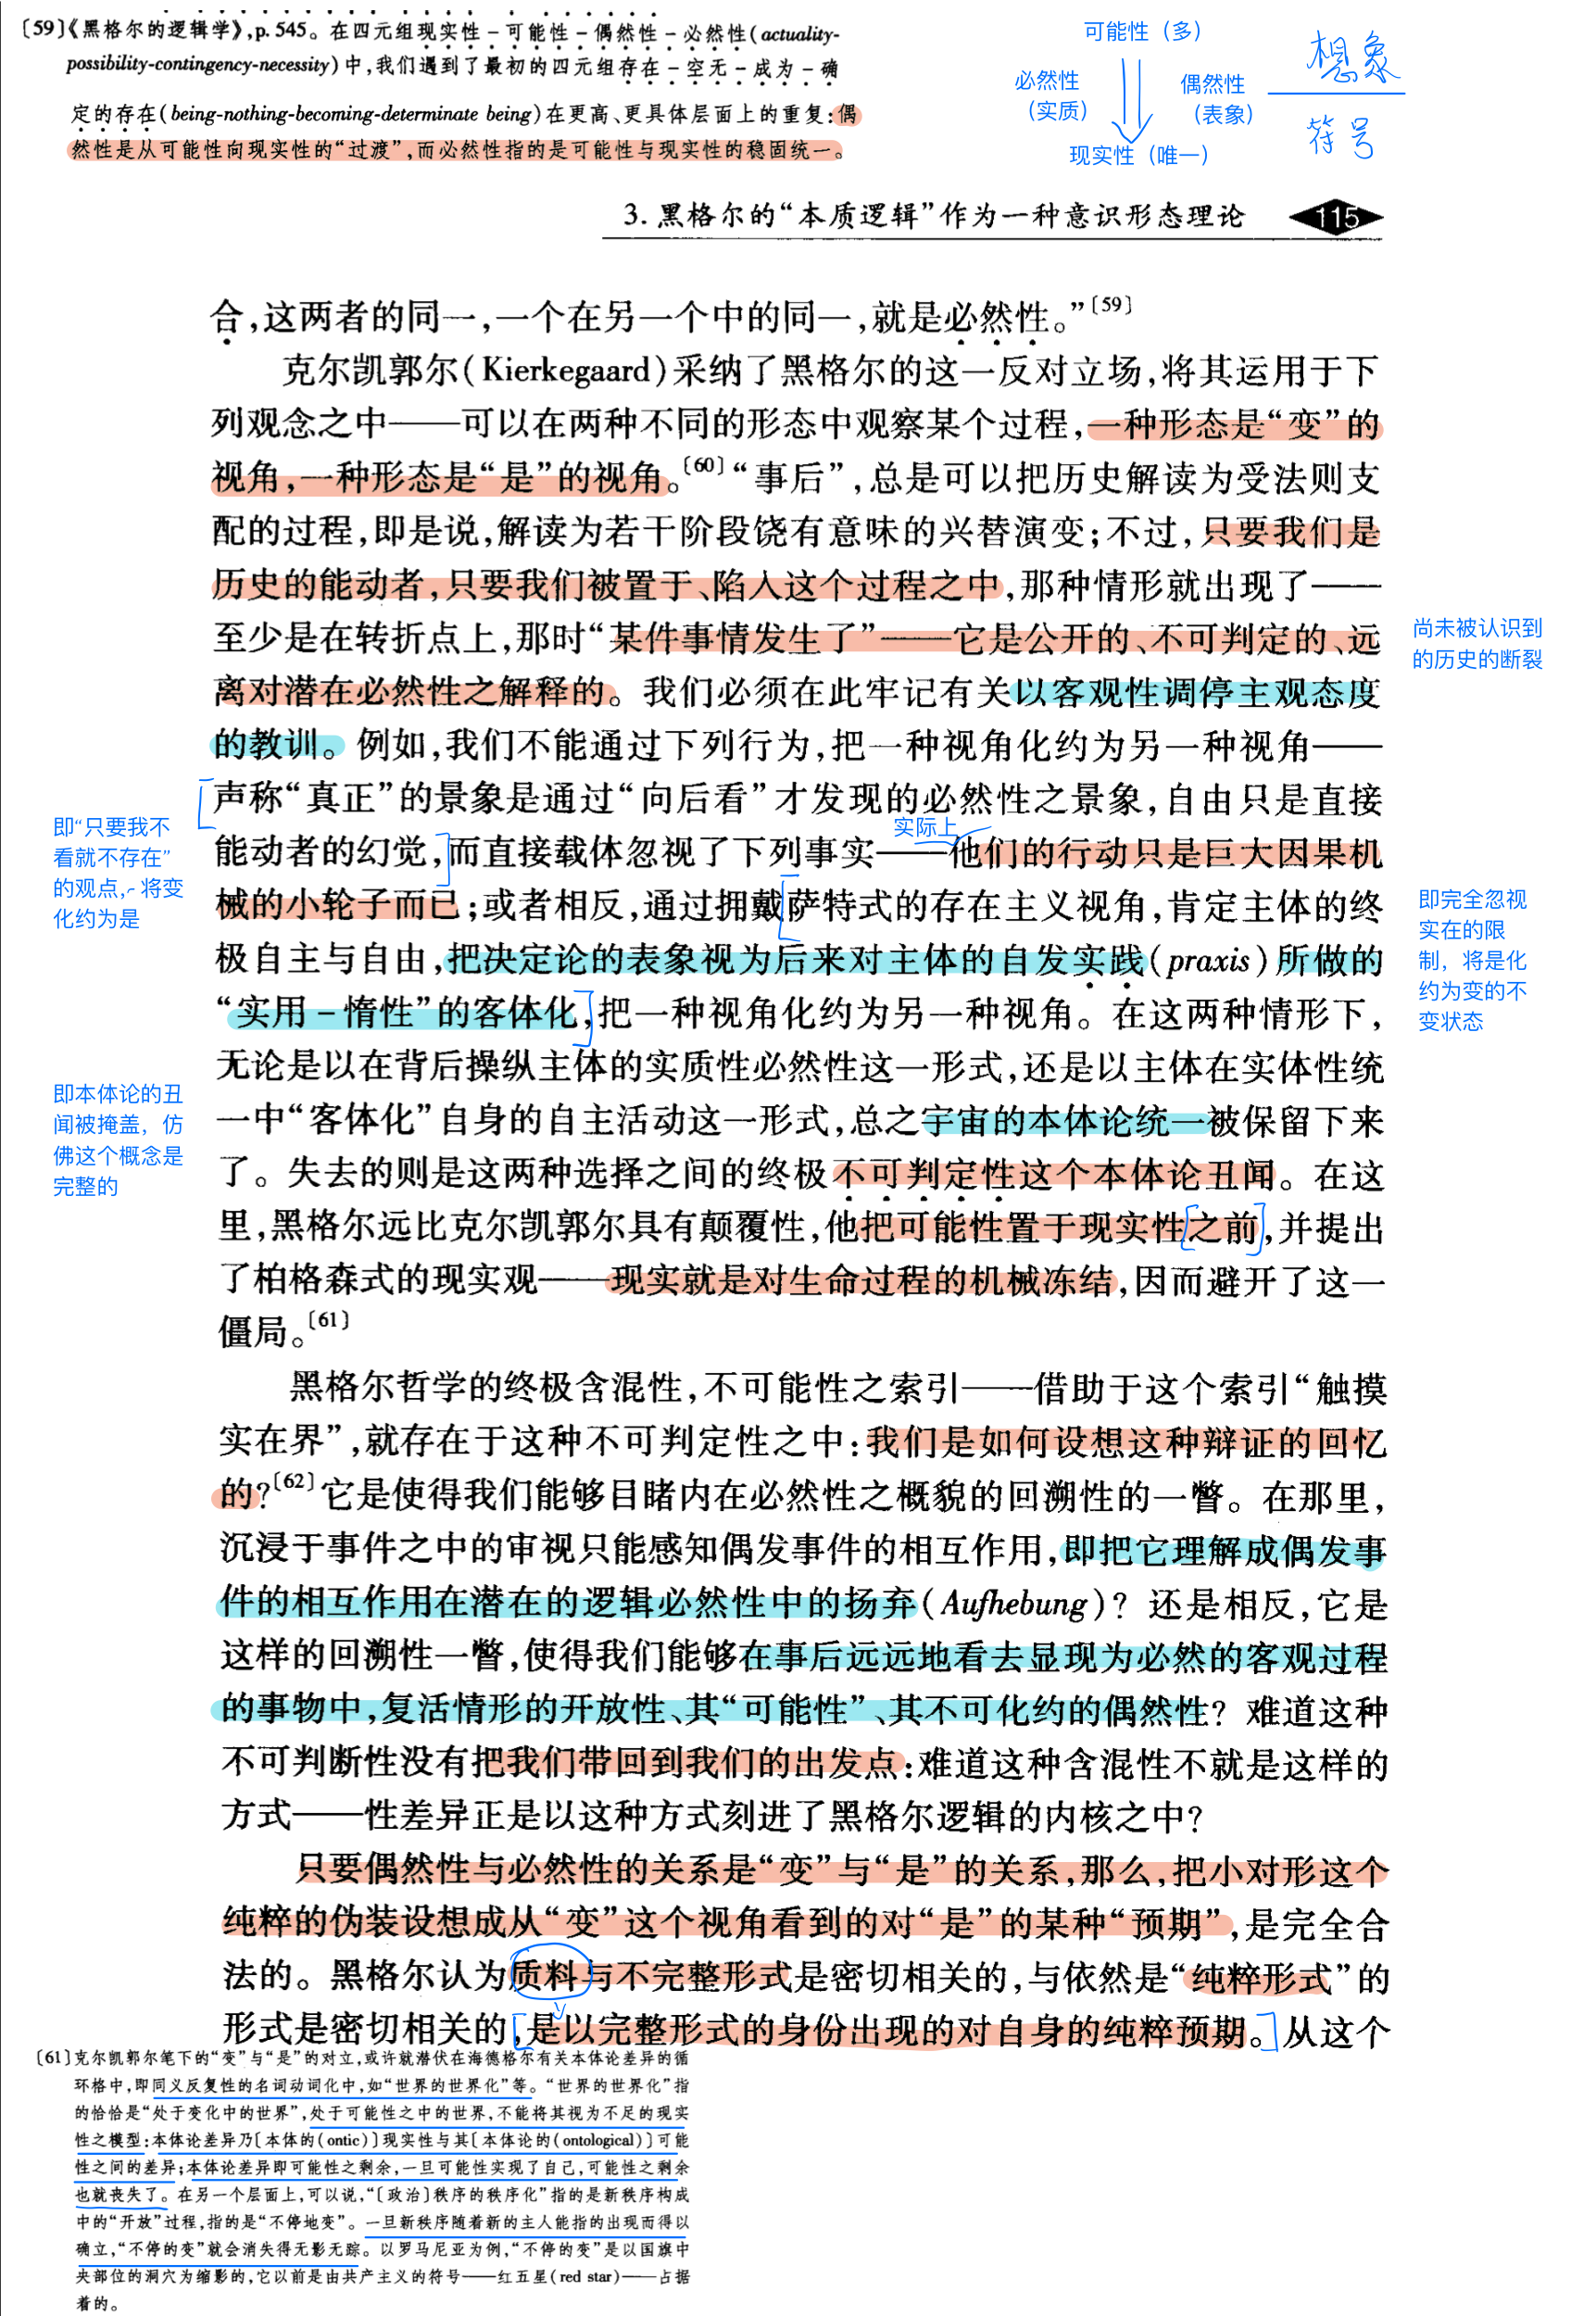 〔59〕《黑格尔的逻辑学》,p. 545。在四元组现实性－可能性－偶然性－必然性(actuality-
possibility-contingency-necessity)中,我们遇到了最初的四元组存在－空无－成为－确
定的存在(being-nothing-becoming-determinate being)在更高、更具体层面上的重复:偶
然性是从可能性向现实性的“过渡”,而必然性指的是可能性与现实性的稳固统一。
可能性（多）
必然性
（实质）
偶然性
（表象）
现实性（唯一）
想象
符号
3. 黑格尔的“本质逻辑”作为一种意识形态理论 115
合,这两者的同一,一个在另一个中的同一,就是必然性。”〔59〕
克尔凯郭尔(Kierkegaard)采纳了黑格尔的这一反对立场,将其运用于下
列观念之中——可以在两种不同的形态中观察某个过程,一种形态是“变”的
视角,一种形态是“是”的视角。〔60〕“事后”,总是可以把历史解读为受法则支
配的过程,即是说,解读为若干阶段饶有意味的兴替演变;不过,只要我们是
历史的能动者,只要我们被置于、陷入这个过程之中,那种情形就出现了——
至少是在转折点上,那时“某件事情发生了”——它是公开的、不可判定的、远
离对潜在必然性之解释的。我们必须在此牢记有关以客观性调停主观态度
的教训。例如,我们不能通过下列行为,把一种视角化约为另一种视角——
声称“真正”的景象是通过“向后看”才发现的必然性之景象,自由只是直接
能动者的幻觉,而直接载体忽视了下列事实——他们的行动只是巨大因果机
械的小轮子而已;或者相反,通过拥戴萨特式的存在主义视角,肯定主体的终
极自主与自由,把决定论的表象视为后来对主体的自发实践(praxis)所做的
“实用－惰性”的客体化,把一种视角化约为另一种视角。在这两种情形下,
无论是以在背后操纵主体的实质性必然性这一形式,还是以主体在实体性统
一中“客体化”自身的自主活动这一形式,总之宇宙的本体论统一被保留下来
了。失去的则是这两种选择之间的终极不可判定性这个本体论丑闻。在这
里,黑格尔远比克尔凯郭尔具有颠覆性,他把可能性置于现实性之前,并提出
了柏格森式的现实观——现实就是对生命过程的机械冻结,因而避开了这一
僵局。〔61〕
黑格尔哲学的终极含混性,不可能性之索引——借助于这个索引“触摸
实在界”,就存在于这种不可判定性之中:我们是如何设想这种辩证的回忆
的?〔62〕它是使得我们能够目睹内在必然性之概貌的回溯性的一瞥。在那里,
沉浸于事件之中的审视只能感知偶发事件的相互作用,即把它理解成偶发事
件的相互作用在潜在的逻辑必然性中的扬弃(Aufhebung)?还是相反,它是
这样的回溯性一瞥,使得我们能够在事后远远地看去显现为必然的客观过程
的事物中,复活情形的开放性、其“可能性”、其不可化约的偶然性?难道这种
不可判断性没有把我们带回到我们的出发点:难道这种含混性不就是这样的
方式——性差异正是以这种方式刻进了黑格尔逻辑的内核之中?
只要偶然性与必然性的关系是“变”与“是”的关系,那么,把小对形这个
纯粹的伪装设想成从“变”这个视角看到的对“是”的某种“预期”,是完全合
法的。黑格尔认为质料与不完整形式是密切相关的,与依然是“纯粹形式”的
形式是密切相关的,是以完整形式的身份出现的对自身的纯粹预期。从这个
尚未被认识到
的历史的断裂
即“只要我不
看就不存在”
的观点，将变
化约为是
实际上
即完全忽视
实在的限
制，将是化
约为变的不
变状态
即本体论的丑
闻被掩盖，仿
佛这个概念是
完整的
〔61〕克尔凯郭尔笔下的“变”与“是”的对立,或许就潜伏在海德格尔有关本体论差异的循
环格中,即同义反复性的名词动词化中,如“世界的世界化”等。“世界的世界化”指
的恰恰是“处于变化中的世界”,处于可能性之中的世界,不能将其视为不足的现实
性之模型:本体论差异乃〔本体的(ontic)〕现实性与其〔本体论的(ontological)〕可能
性之间的差异;本体论差异即可能性之剩余,一旦可能性实现了自己,可能性之剩余
也就丧失了。在另一个层面上,可以说,“〔政治〕秩序的秩序化”指的是新秩序构成
中的“开放”过程,指的是“不停地变”。一旦新秩序随着新的主人能指的出现而得以
确立,“不停的变”就会消失得无影无踪。以罗马尼亚为例,“不停的变”是以国旗中
央部位的洞穴为缩影的,它以前是由共产主义的符号——红五星(red star)——占据
着的。